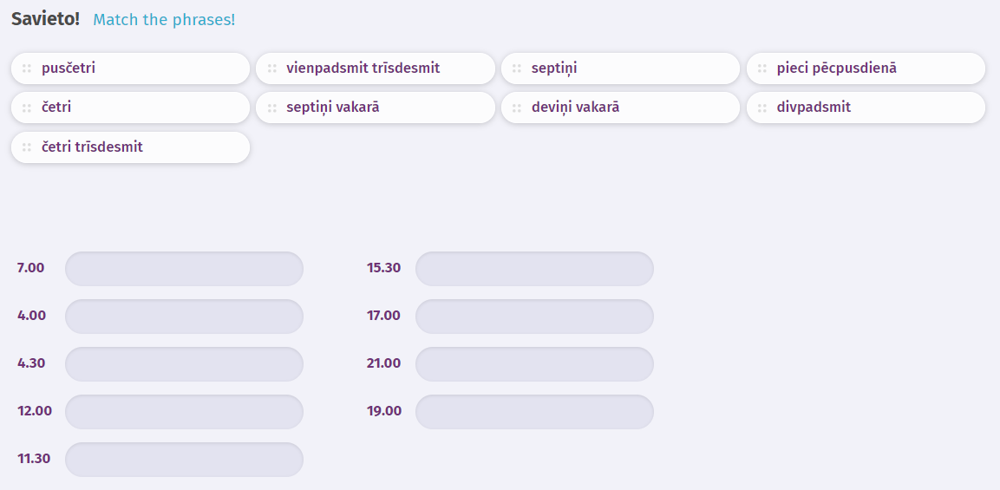 Savieto! Match the phrases!
pusčetri vienpadsmit trīsdesmit septiņi pieci pēcpusdienā
četri septiņi vakarā deviņi vakarā divpadsmit
četri trīsdesmit
7.00 15.30
4.00 17.00
4.30 21.00
12.00 19.00
11.30